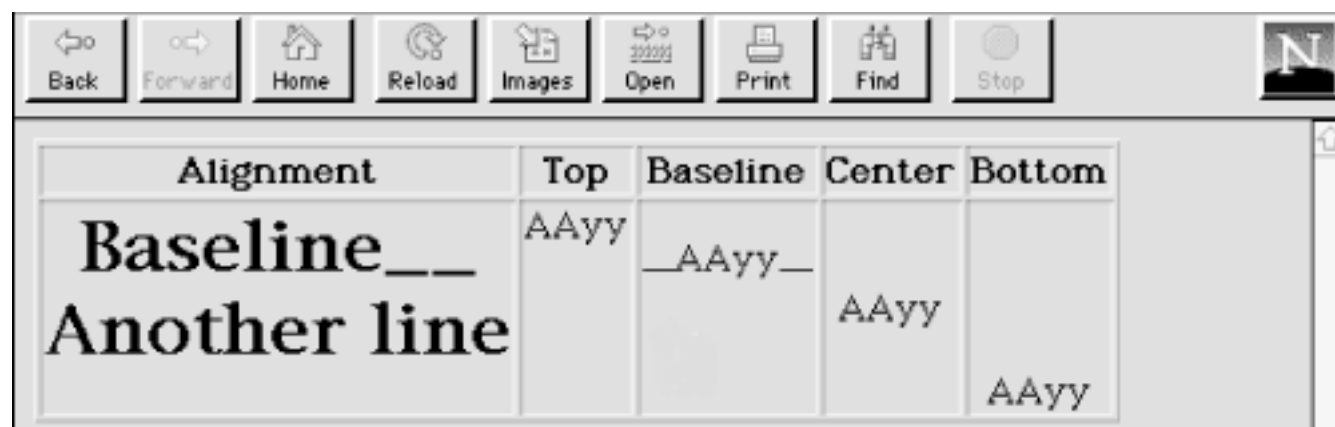 Back Forward Home Reload Images Open Print Find Stop N
Alignment Top Baseline Center Bottom
Baseline__ AAyy __AAyy__ AAyy AAyy
Another line